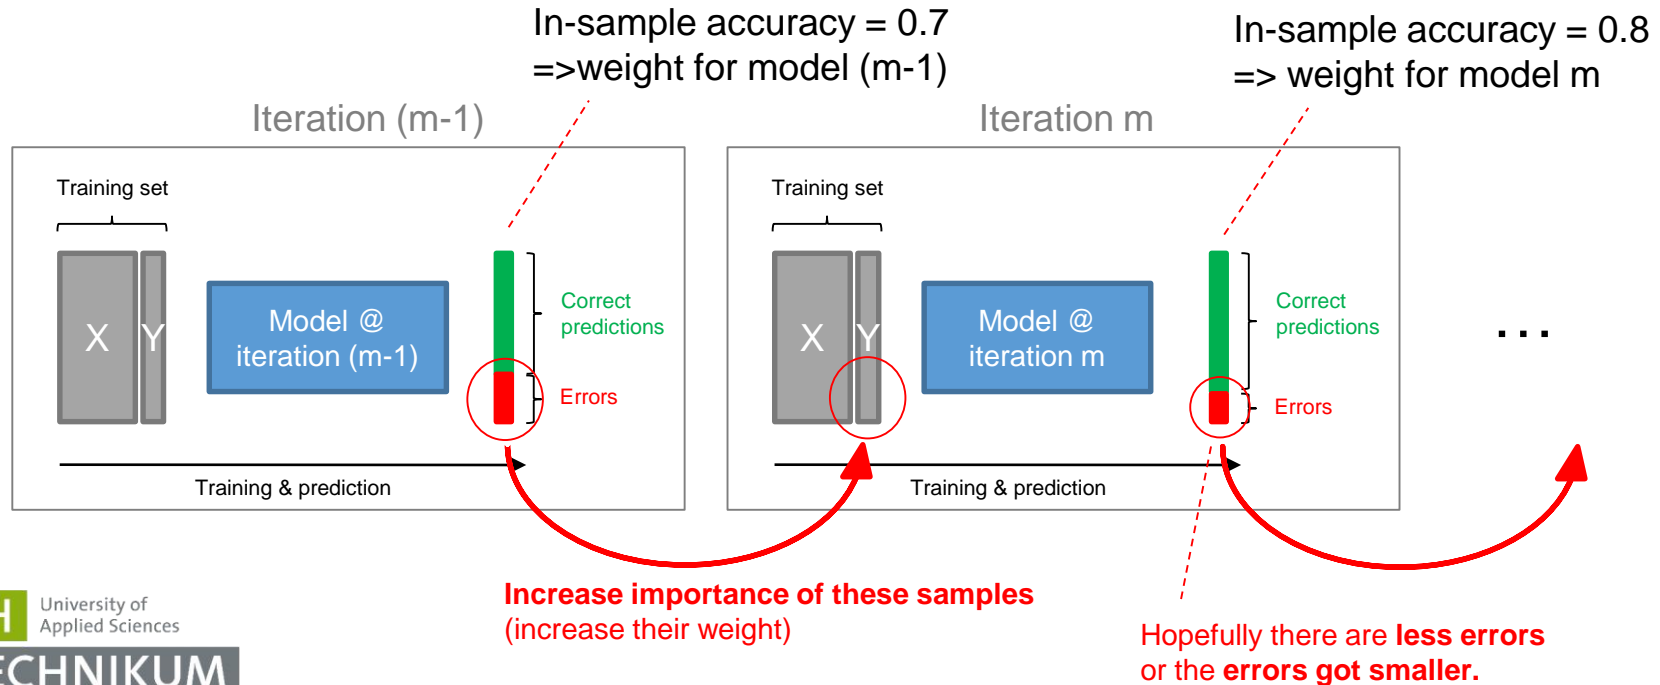 In-sample accuracy = 0.7
=>weight for model (m-1)
In-sample accuracy = 0.8
=> weight for model m
Iteration (m-1)
Iteration m
Training set
X
Y
Model @
iteration (m-1)
Correct
predictions
Errors
Training & prediction
Training set
X
Y
Model @
iteration m
Correct
predictions
Errors
Training & prediction
...
Increase importance of these samples
(increase their weight)
Hopefully there are less errors
or the errors got smaller.
H
University of
Applied Sciences
ECHNIKUM